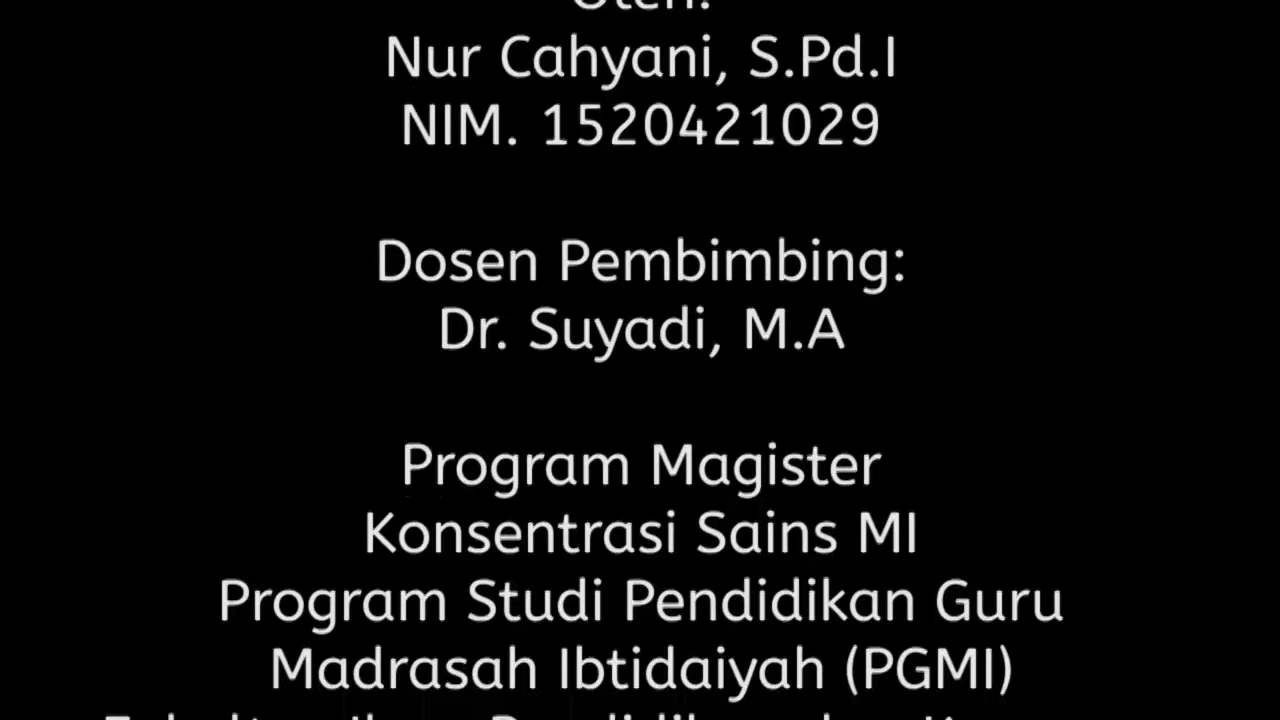 Oleh:
Nur Cahyani, S.Pd.I
NIM. 1520421029
Dosen Pembimbing:
Dr. Suyadi, M.A
Program Magister
Konsentrasi Sains MI
Program Studi Pendidikan Guru
Madrasah Ibtidaiyah (PGMI)